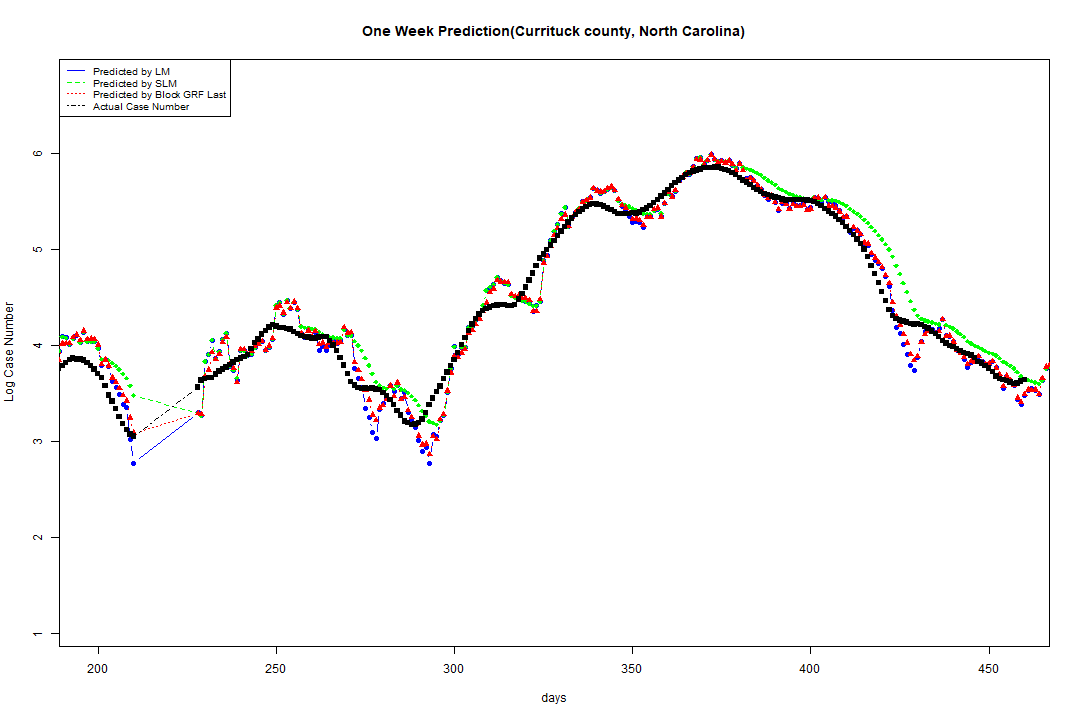 One Week Prediction(Currituck county, North Carolina)
Predicted by LM
Predicted by SLM
Predicted by Block GRF Last
Actual Case Number
Log Case Number
6
5
4
3
2
1
200 250 300 350 400 450
days